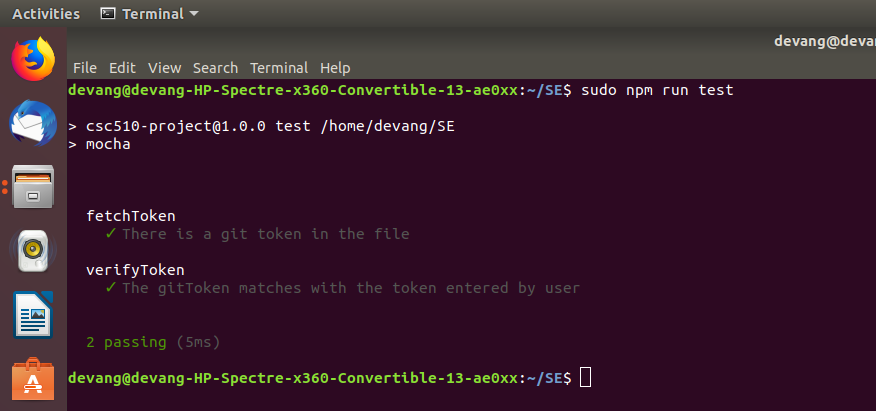 Activities Terminal
devang@deva
File Edit View Search Terminal Help
devang@devang-HP-Spectre-x360-Convertible-13-ae0xx:~/SE$ sudo npm run test
> csc510-project@1.0.0 test /home/devang/SE
> mocha
fetchToken
✓ There is a git token in the file
verifyToken
✓ The gitToken matches with the token entered by user
2 passing (5ms)
devang@devang-HP-Spectre-x360-Convertible-13-ae0xx:~/SE$